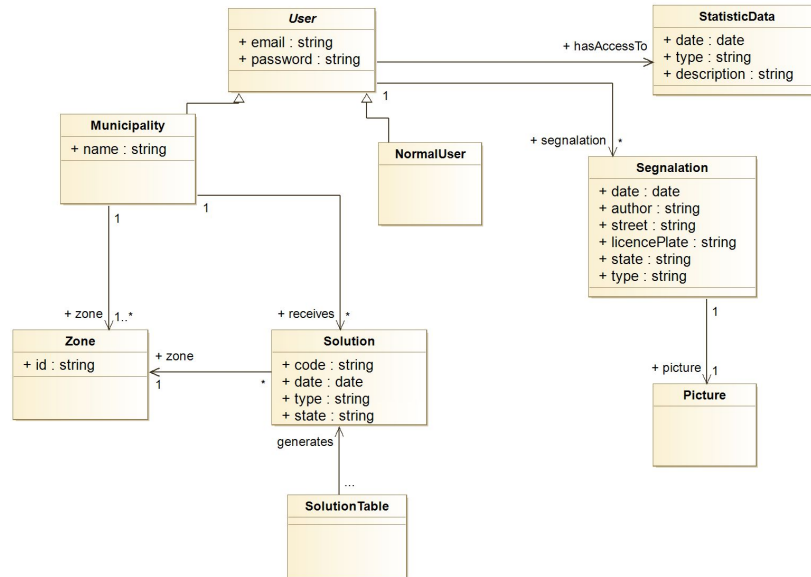 User
+ email : string
+ password : string
StatisticData
+ date : date
+ type : string
+ description : string
+ hasAccessTo
1
+ segnalation
*
Municipality
+ name : string
NormalUser
Segnalation
+ date : date
+ author : string
+ street : string
+ licencePlate : string
+ state : string
+ type : string
1
1
+ zone
1..*
+ receives
*
1
Zone
+ id : string
+ zone
1
*
Solution
+ code : string
+ date : date
+ type : string
+ state : string
+ picture
1
Picture
generates
...
SolutionTable